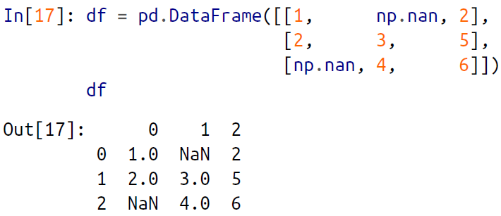 In[17]: df = pd.DataFrame([[1,      np.nan, 2],
                           [2,      3,      5],
                           [np.nan, 4,      6]])
        df
Out[17]:      0    1  2
         0  1.0  NaN  2
         1  2.0  3.0  5
         2  NaN  4.0  6